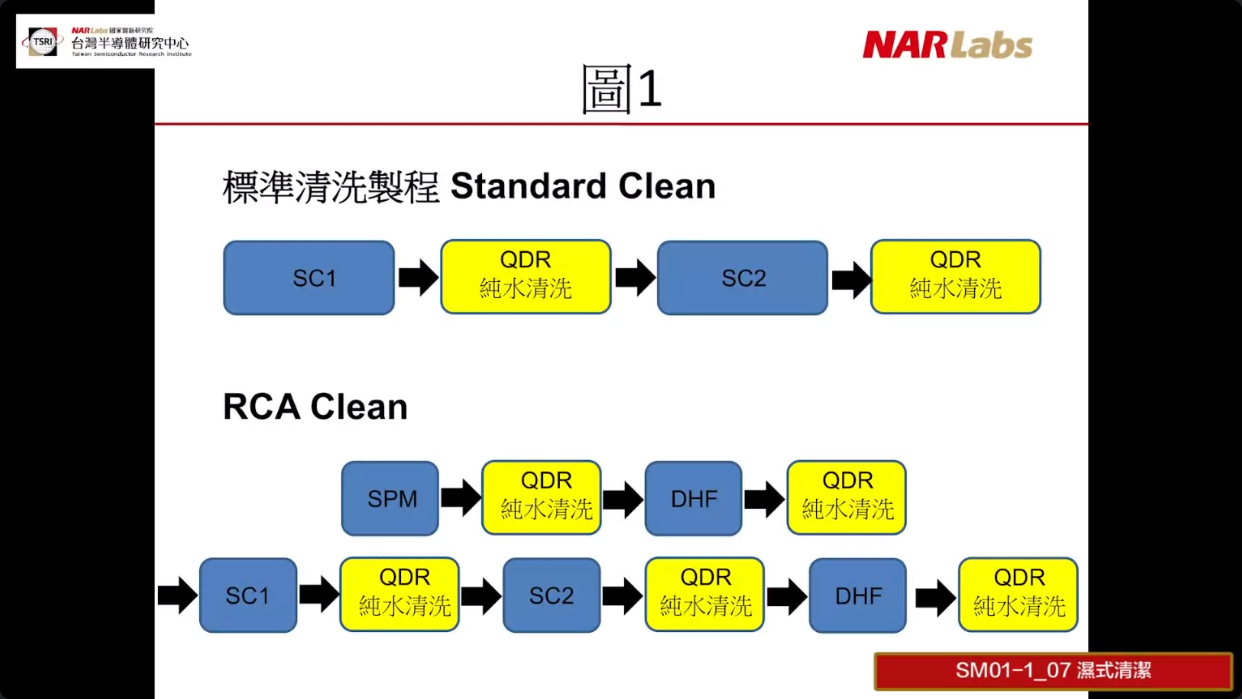 NARLabs 國家實驗研究院
台灣半導體研究中心
Taiwan Semiconductor Research Institute
TSRI
NARLabs
圖1
標準清洗製程 Standard Clean
SC1
QDR
純水清洗
SC2
QDR
純水清洗
RCA Clean
SPM
QDR
純水清洗
DHF
QDR
純水清洗
SC1
QDR
純水清洗
SC2
QDR
純水清洗
DHF
QDR
純水清洗
SM01-1_07 濕式清潔